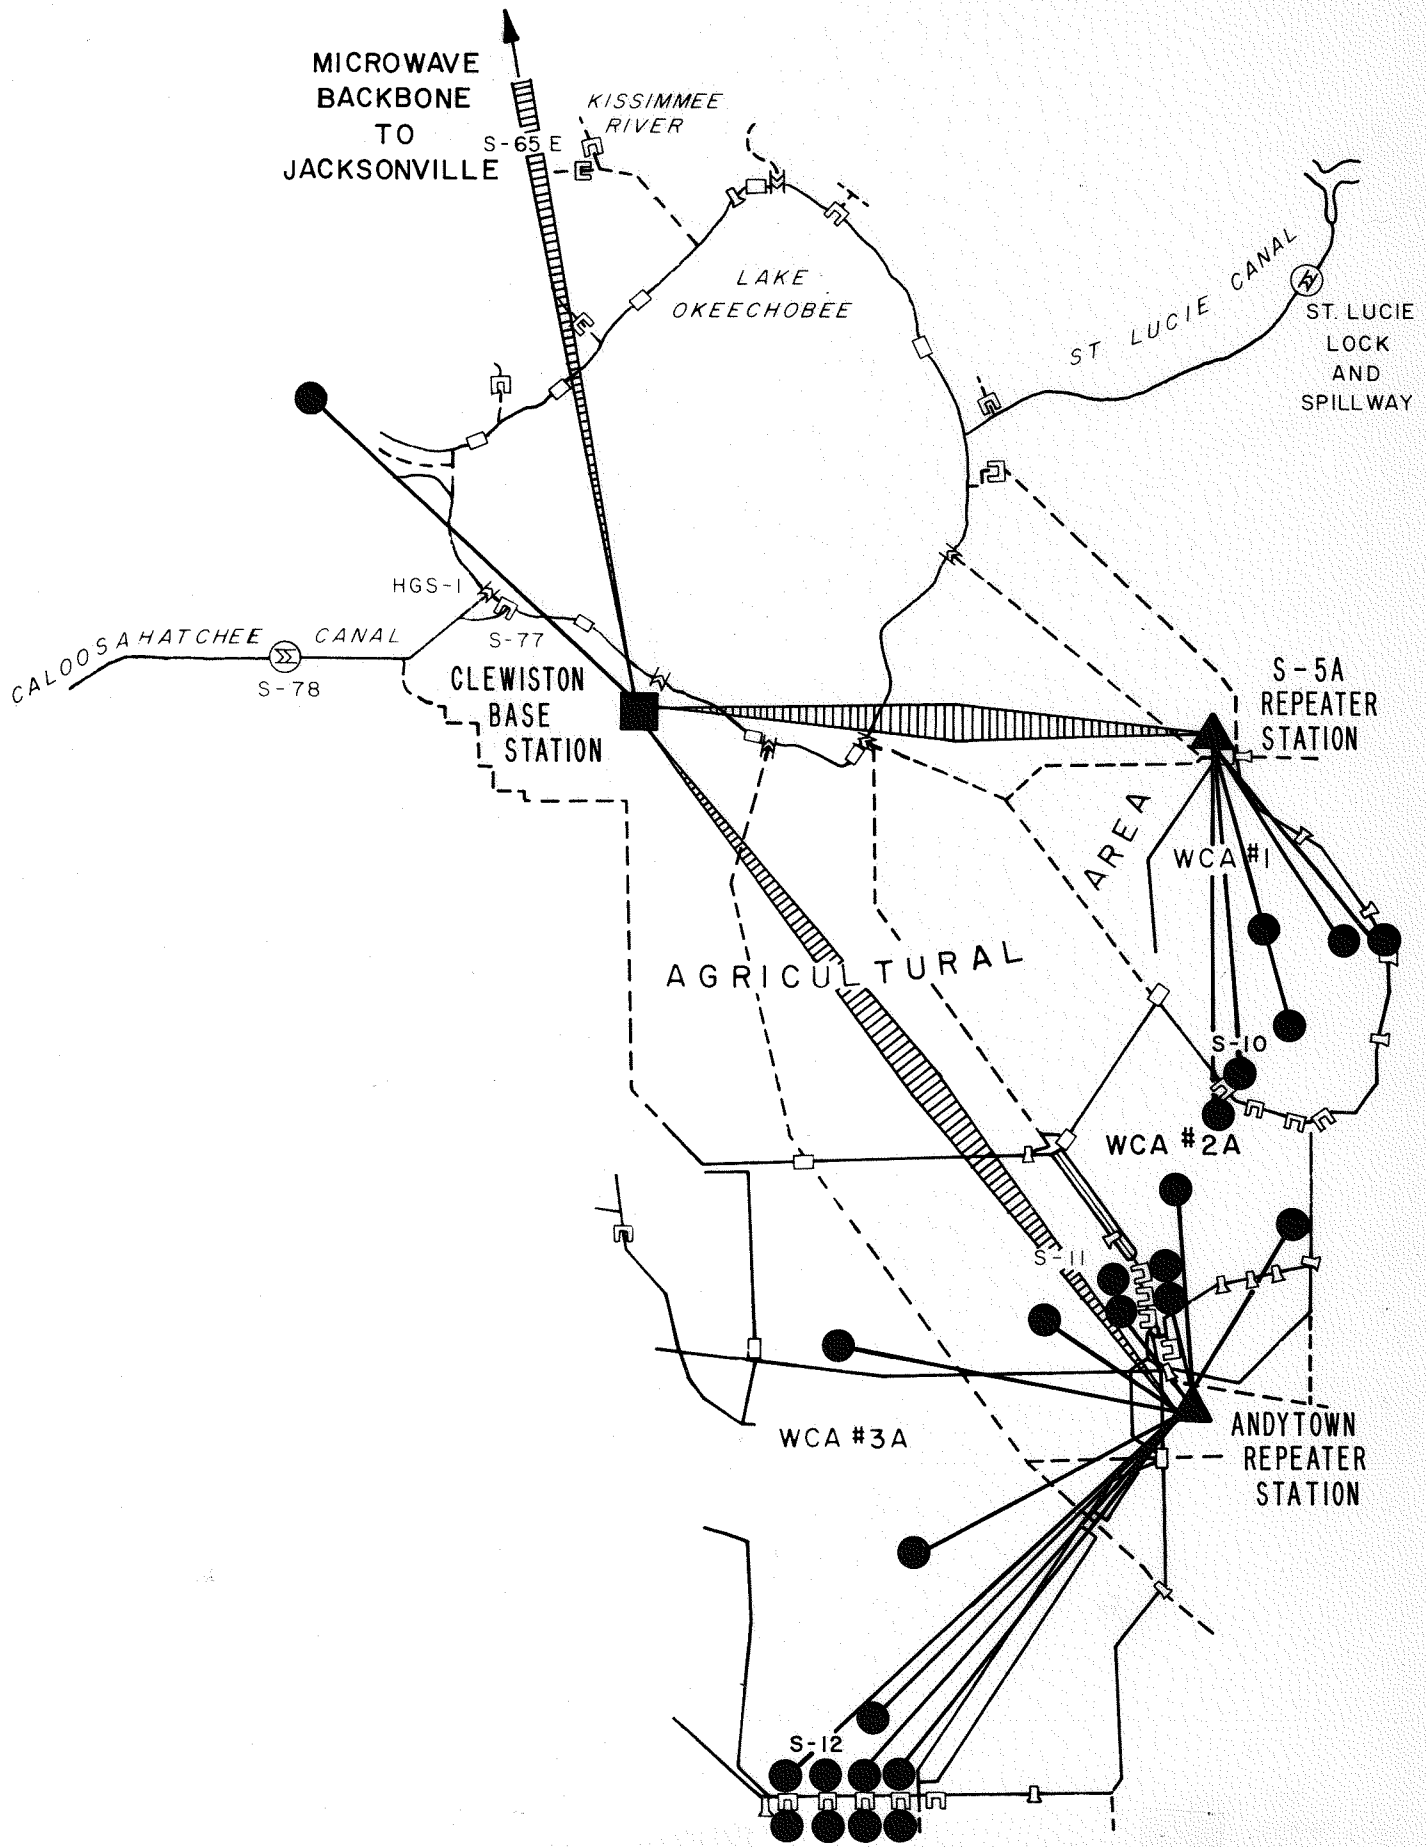 MICROWAVE
BACKBONE
TO
JACKSONVILLE
KISSIMMEE
RIVER
S-65E
LAKE
OKEECHOBEE
ST LUCIE CANAL
ST. LUCIE
LOCK
AND
SPILLWAY
HGS-1
S-77
CALOOSAHATCHEE CANAL
S-78
CLEWISTON
BASE
STATION
S-5A
REPEATER
STATION
AGRICULTURAL AREA
WCA #1
S-10
WCA #2A
S-11
WCA #3A
ANDYTOWN
REPEATER
STATION
S-12